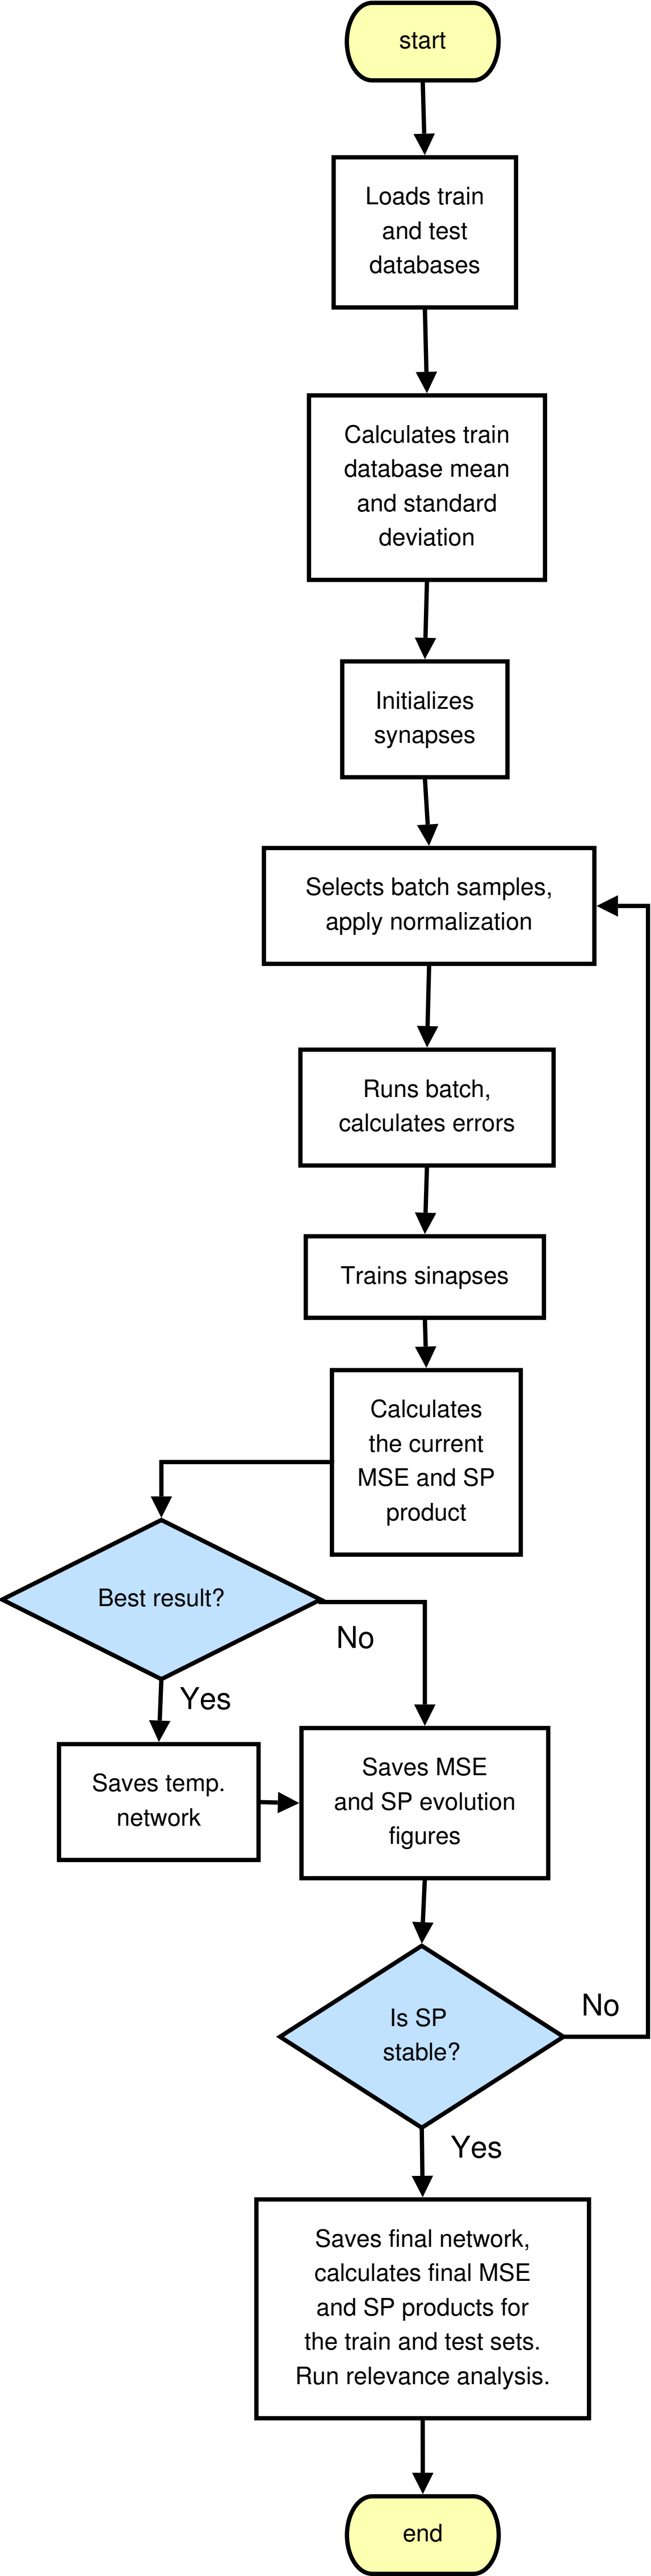 start
Loads train
and test
databases
Calculates train
database mean
and standard
deviation
Initializes
synapses
Selects batch samples,
apply normalization
Runs batch,
calculates errors
Trains sinapses
Calculates
the current
MSE and SP
product
Best result?
No
Yes
Saves temp.
network
Saves MSE
and SP evolution
figures
Is SP
stable?
No
Yes
Saves final network,
calculates final MSE
and SP products for
the train and test sets.
Run relevance analysis.
end